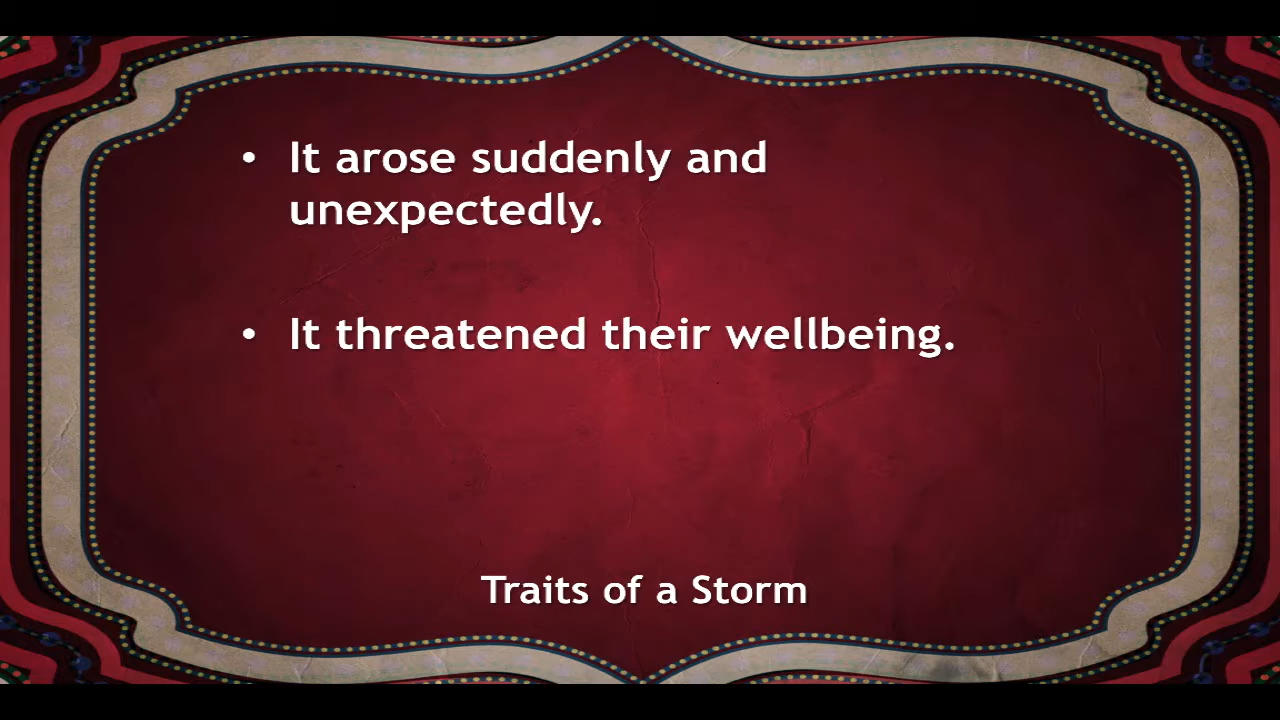 • It arose suddenly and
unexpectedly.
• It threatened their wellbeing.
Traits of a Storm